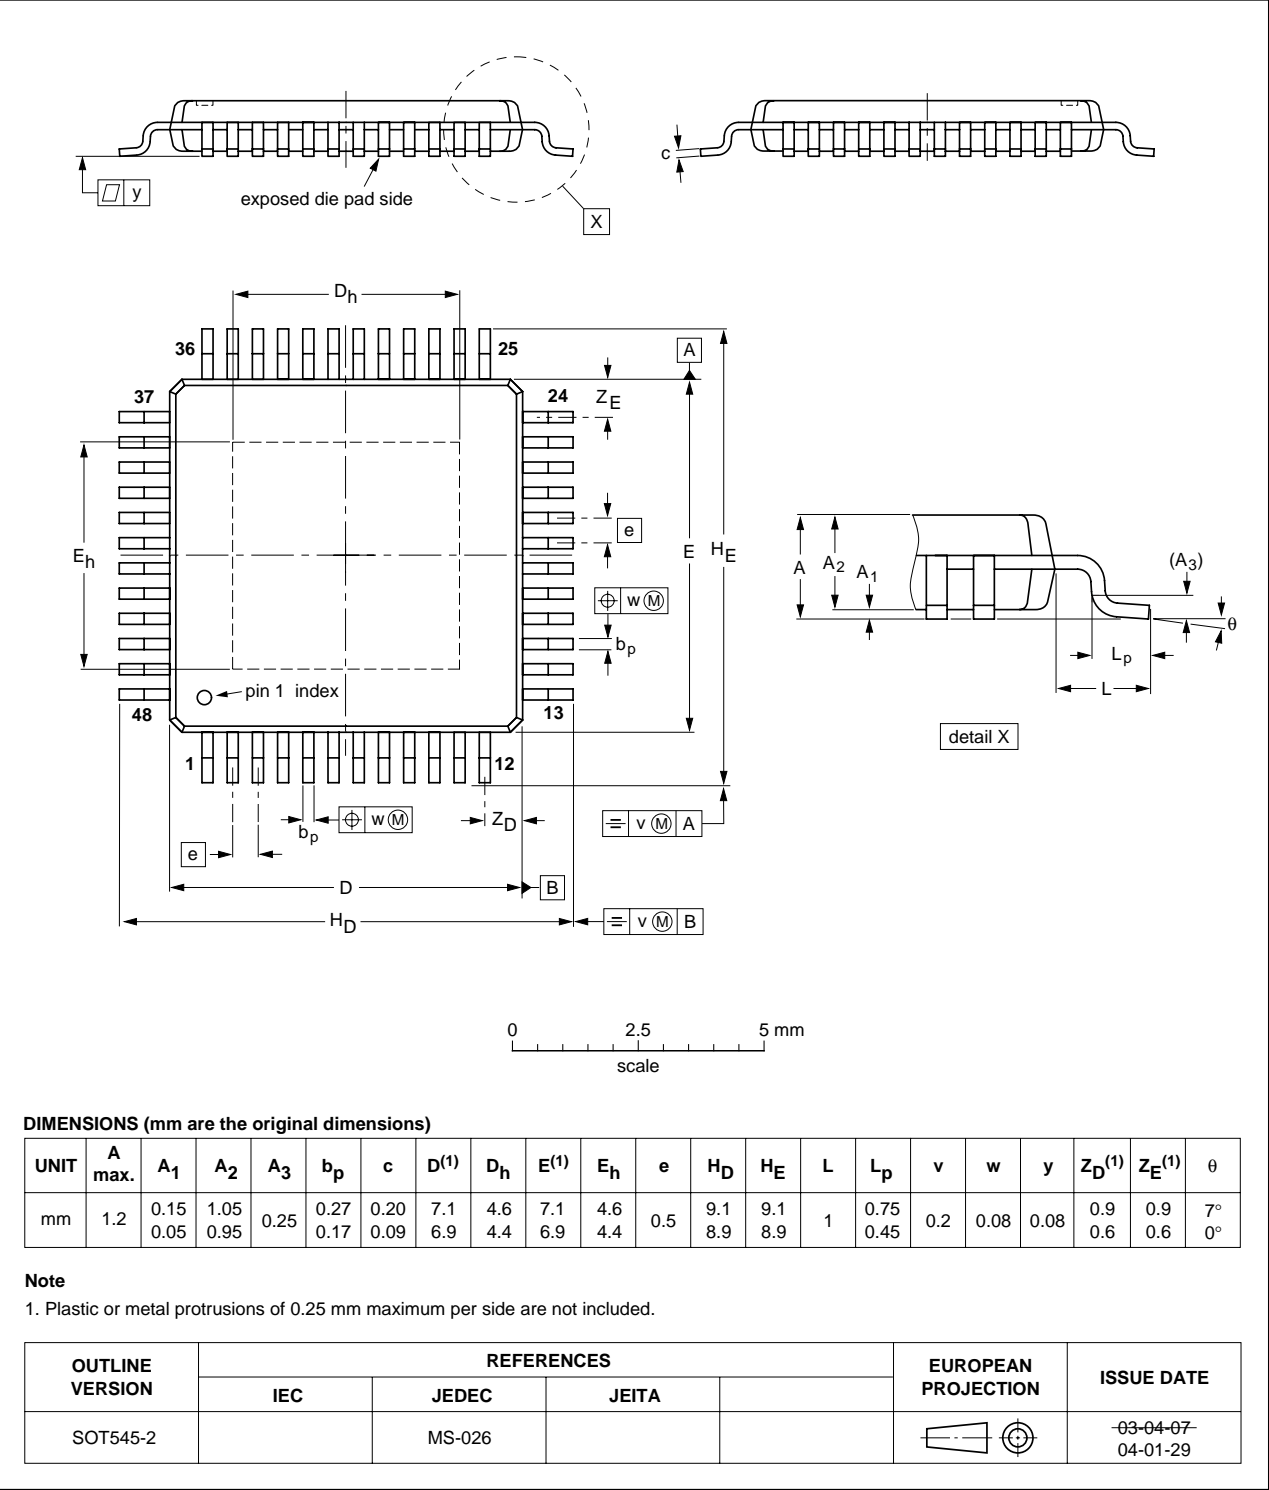 c
y
exposed die pad side
X
Dh
36
25
A
37
24
ZE
e
Eh
E
HE
w M
bp
pin 1 index
48
13
1
12
A
A2
A1
(A3)
θ
Lp
L
detail X
ZD
bp
w M
v M A
e
D
B
HD
v M B
0 2.5 5 mm
scale
DIMENSIONS (mm are the original dimensions)
UNIT A max. A1 A2 A3 bp c D(1) Dh E(1) Eh e HD HE L Lp v w y ZD(1) ZE(1) θ
mm 1.2 0.15 0.05 1.05 0.95 0.25 0.27 0.17 0.20 0.09 7.1 6.9 4.6 4.4 7.1 6.9 4.6 4.4 0.5 9.1 8.9 9.1 8.9 1 0.75 0.45 0.2 0.08 0.08 0.9 0.6 0.9 0.6 7° 0°
Note
1. Plastic or metal protrusions of 0.25 mm maximum per side are not included.
OUTLINE VERSION
REFERENCES
EUROPEAN PROJECTION
ISSUE DATE
IEC JEDEC JEITA
SOT545-2 MS-026
03-04-07
04-01-29